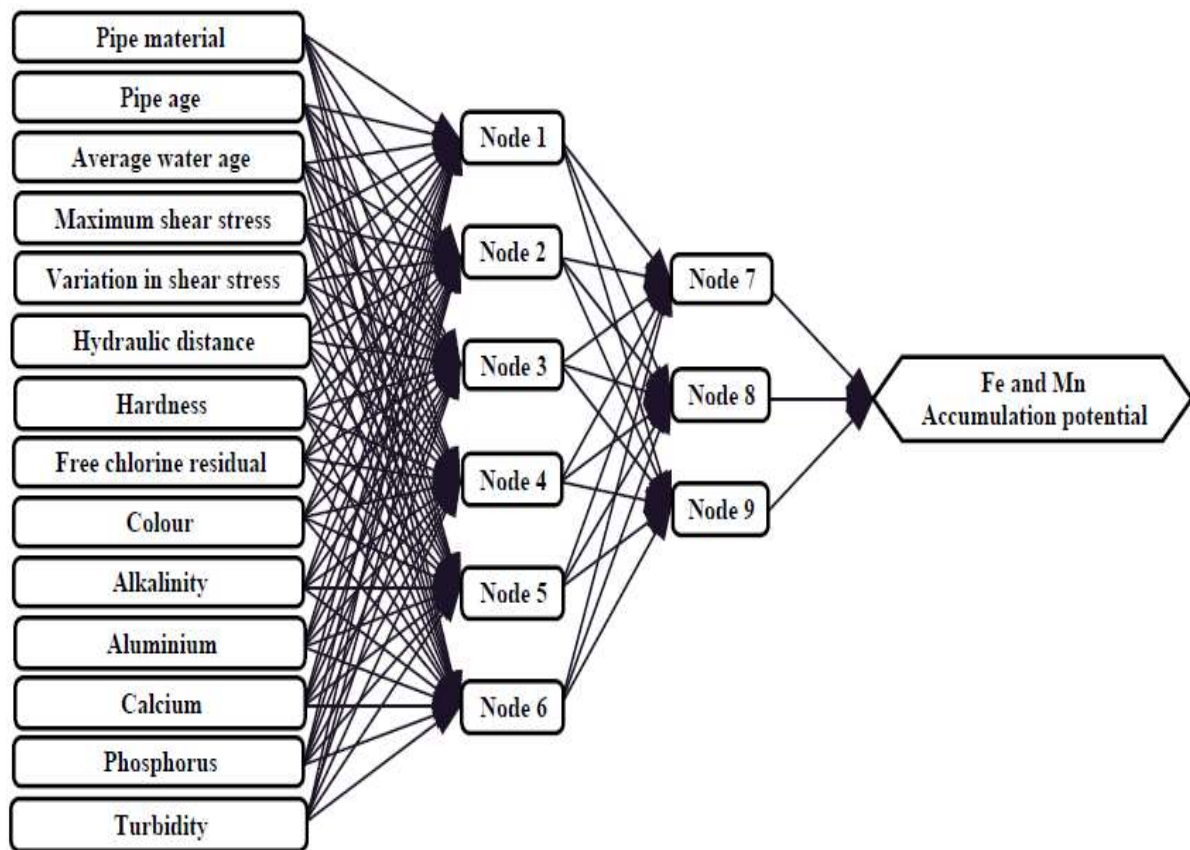 Pipe material
Pipe age
Average water age
Maximum shear stress
Variation in shear stress
Hydraulic distance
Hardness
Free chlorine residual
Colour
Alkalinity
Aluminium
Calcium
Phosphorus
Turbidity
Node 1
Node 2
Node 3
Node 4
Node 5
Node 6
Node 7
Node 8
Node 9
Fe and Mn
Accumulation potential